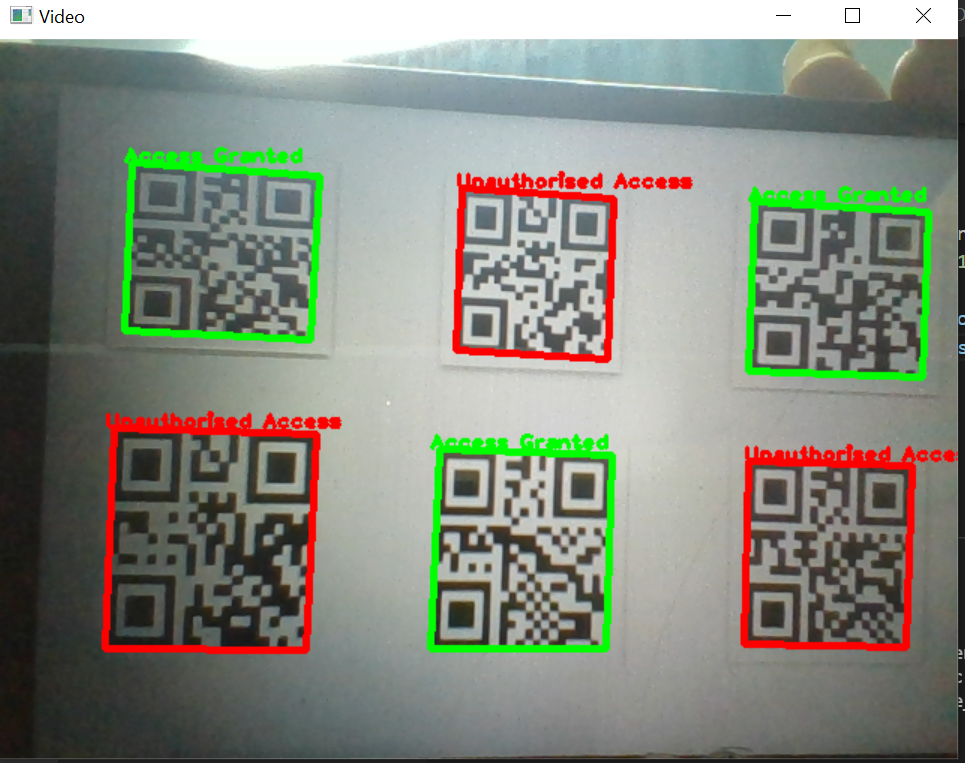 Video
Access Granted
Unauthorised Access
Access Granted
Unauthorised Access
Access Granted
Unauthorised Acces